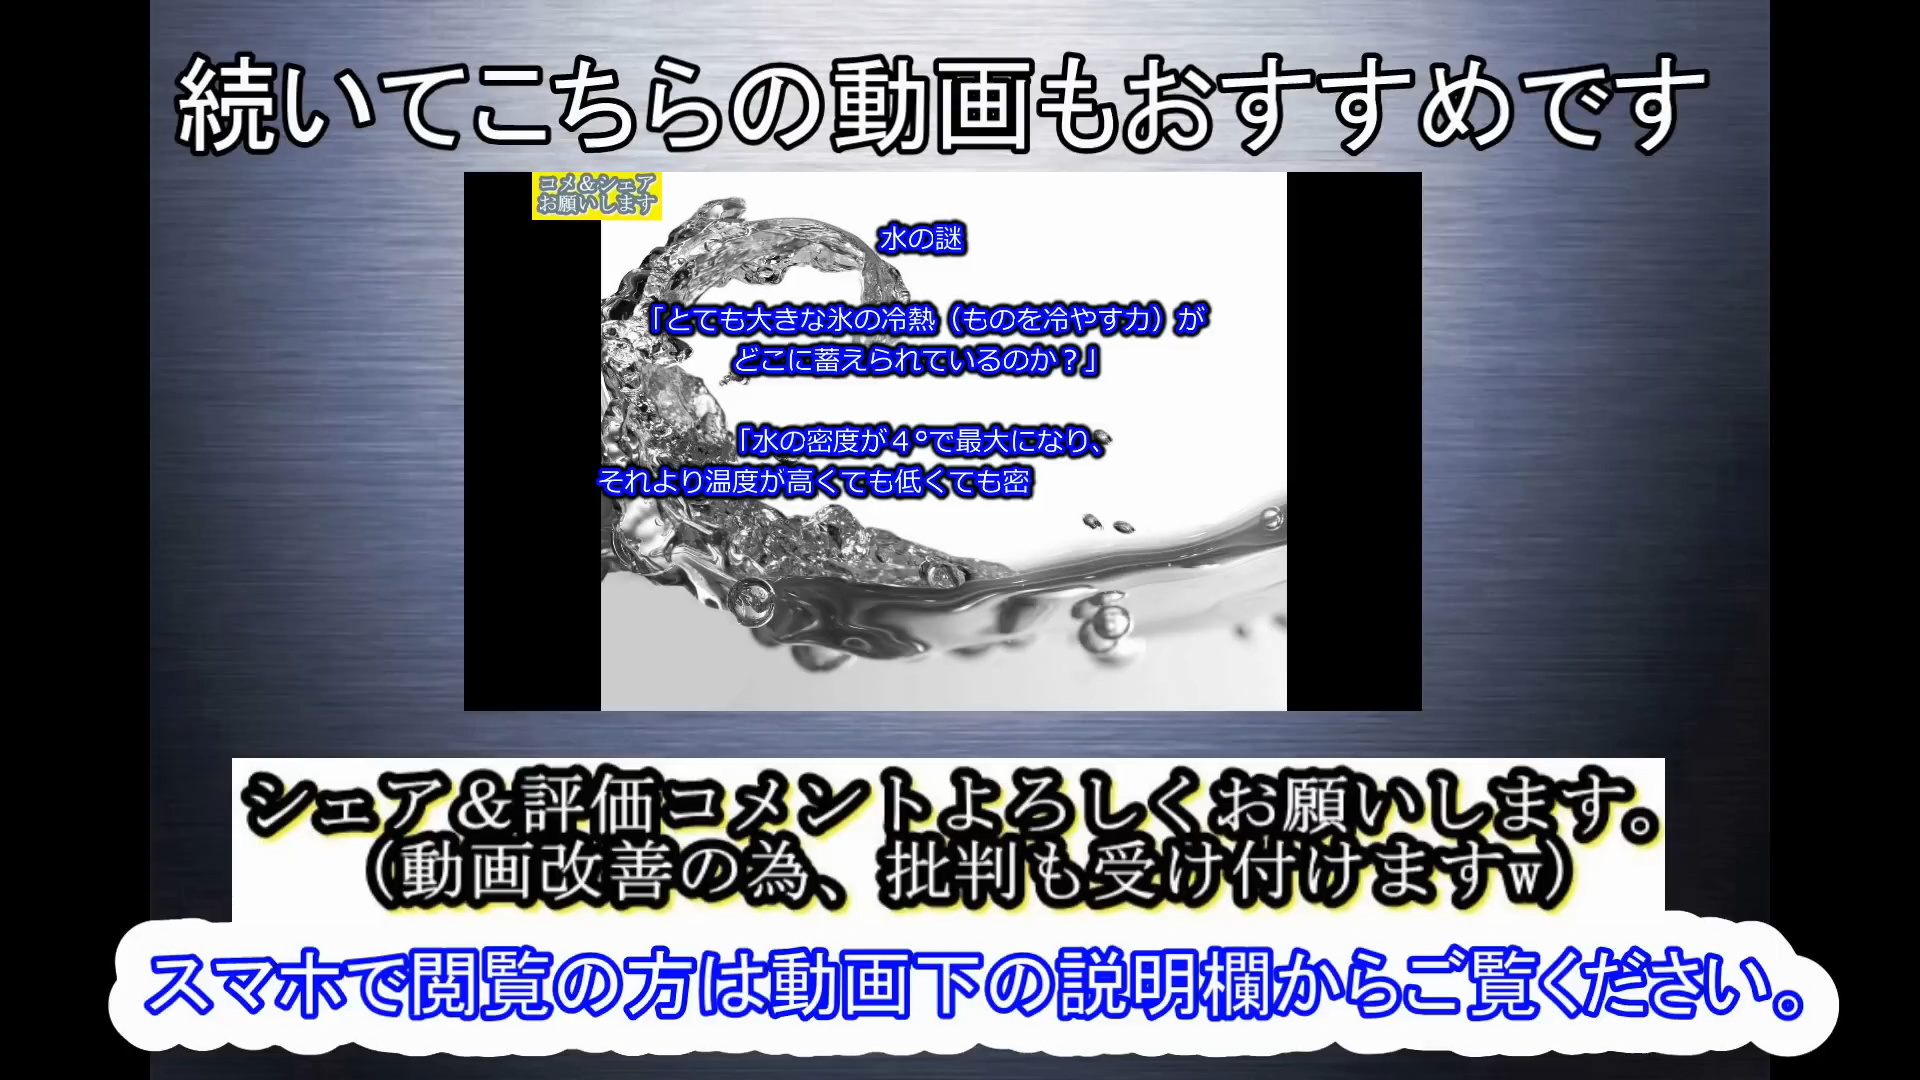 続いてこちらの動画もおすすめです
コメ&シェア
お願いします
水の謎
「とても大きな氷の冷熱（ものを冷やす力）が
どこに蓄えられているのか？」
「水の密度が４°で最大になり、
それより温度が高くても低くても密
シェア&評価コメントよろしくお願いします。
(動画改善の為、批判も受け付けますw)
スマホで閲覧の方は動画下の説明欄からご覧ください。